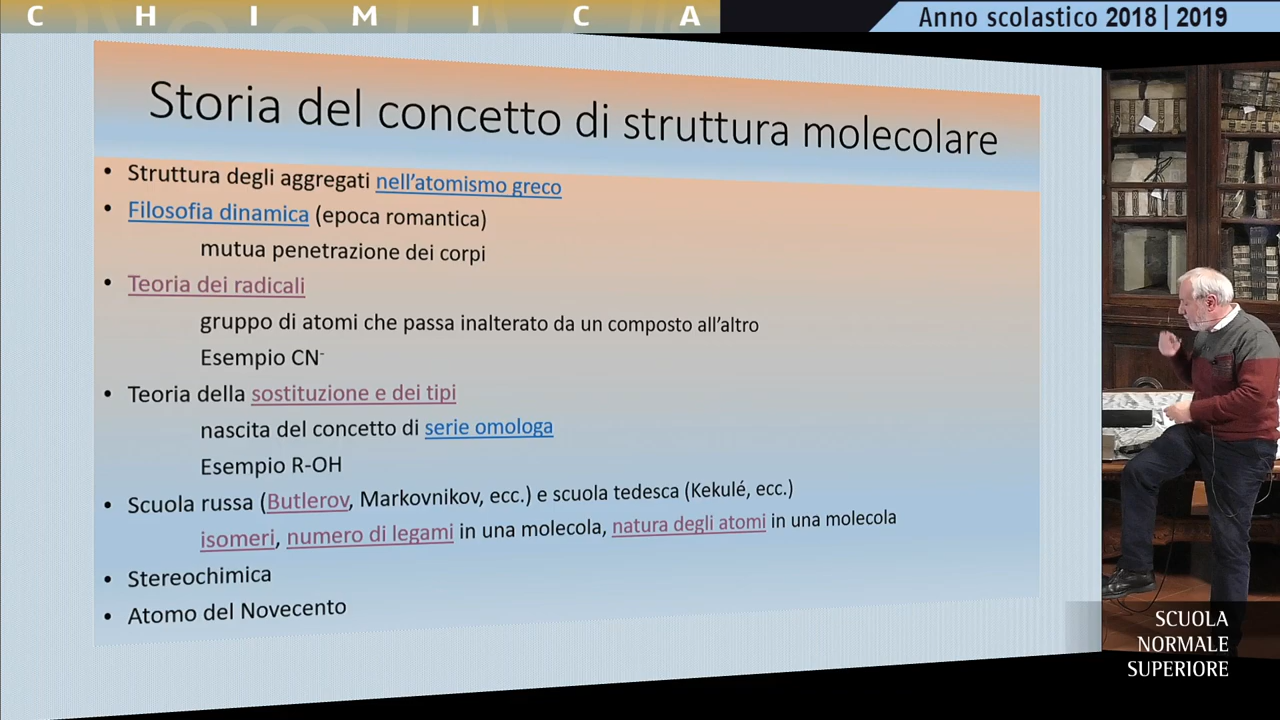 CHIMICA
Anno scolastico 2018 | 2019
Storia del concetto di struttura molecolare
• Struttura degli aggregati nell'atomismo greco
• Filosofia dinamica (epoca romantica)
mutua penetrazione dei corpi
• Teoria dei radicali
gruppo di atomi che passa inalterato da un composto all'altro
Esempio CN⁻
• Teoria della sostituzione e dei tipi
nascita del concetto di serie omologa
Esempio R-OH
• Scuola russa (Butlerov, Markovnikov, ecc.) e scuola tedesca (Kekulé, ecc.)
isomeri, numero di legami in una molecola, natura degli atomi in una molecola
• Stereochimica
• Atomo del Novecento
SCUOLA
NORMALE
SUPERIORE